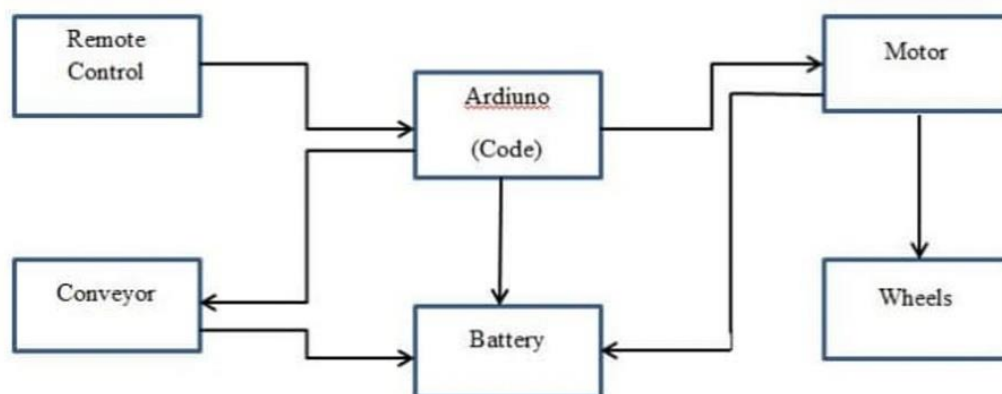 Remote
Control
Ardiuno
(Code)
Motor
Conveyor
Battery
Wheels